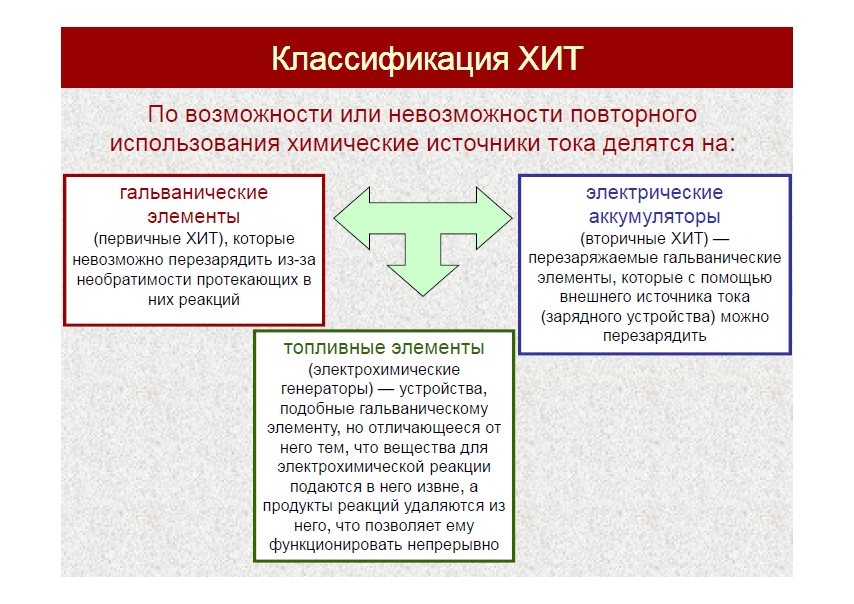 Классификация ХИТ
По возможности или невозможности повторного
использования химические источники тока делятся на:
гальванические
элементы
(первичные ХИТ), которые
невозможно перезарядить из-за
необратимости протекающих в
них реакций
электрические
аккумуляторы
(вторичные ХИТ) —
перезаряжаемые гальванические
элементы, которые с помощью
внешнего источника тока
(зарядного устройства) можно
перезарядить
топливные элементы
(электрохимические
генераторы) — устройства,
подобные гальваническому
элементу, но отличающееся от
него тем, что вещества для
электрохимической реакции
подаются в него извне, а
продукты реакций удаляются из
него, что позволяет ему
функционировать непрерывно